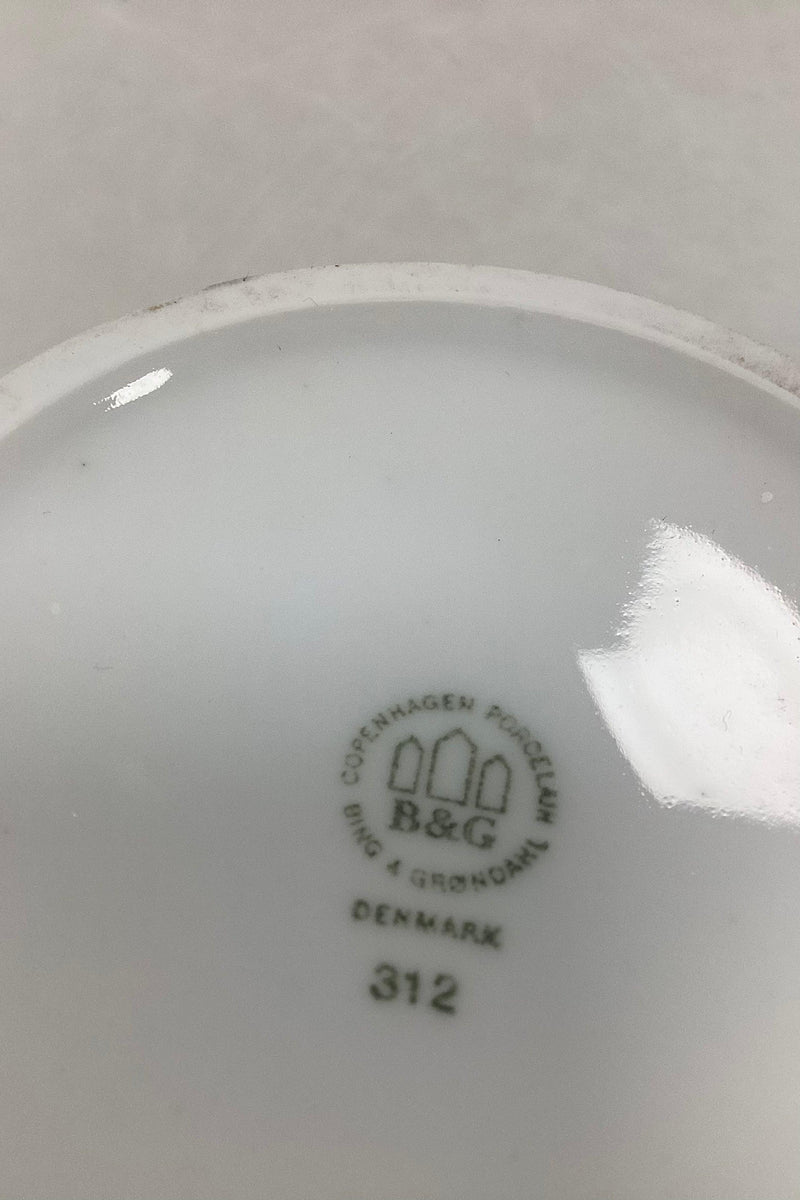 COPENHAGEN PORCELAIN
B&G
BING & GRØNDAHL
DENMARK
312